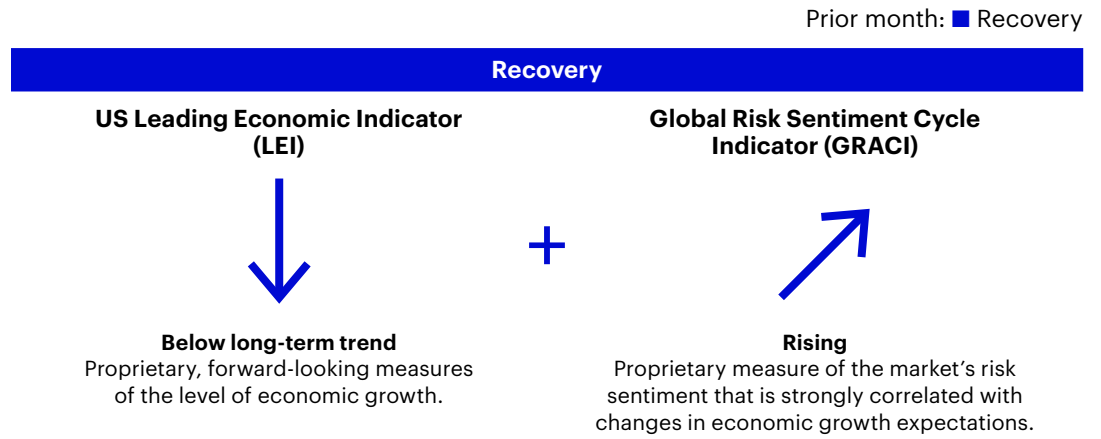 Prior month: Recovery
Recovery
US Leading Economic Indicator
(LEI)
Global Risk Sentiment Cycle
Indicator (GRACI)
+
Below long-term trend
Proprietary, forward-looking measures
of the level of economic growth.
Rising
Proprietary measure of the market’s risk
sentiment that is strongly correlated with
changes in economic growth expectations.